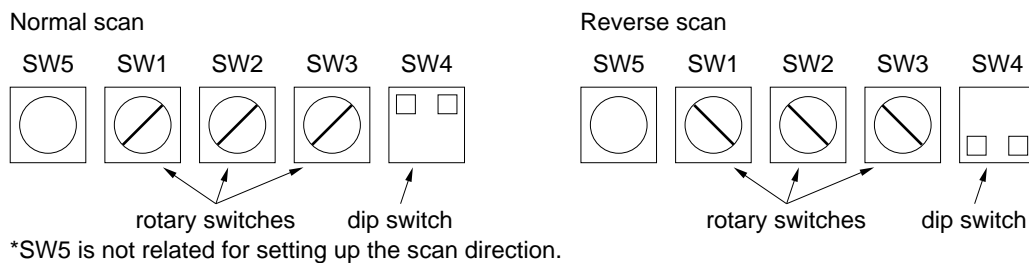 Normal scan
SW5 SW1 SW2 SW3 SW4
rotary switches dip switch
*SW5 is not related for setting up the scan direction.
Reverse scan
SW5 SW1 SW2 SW3 SW4
rotary switches dip switch